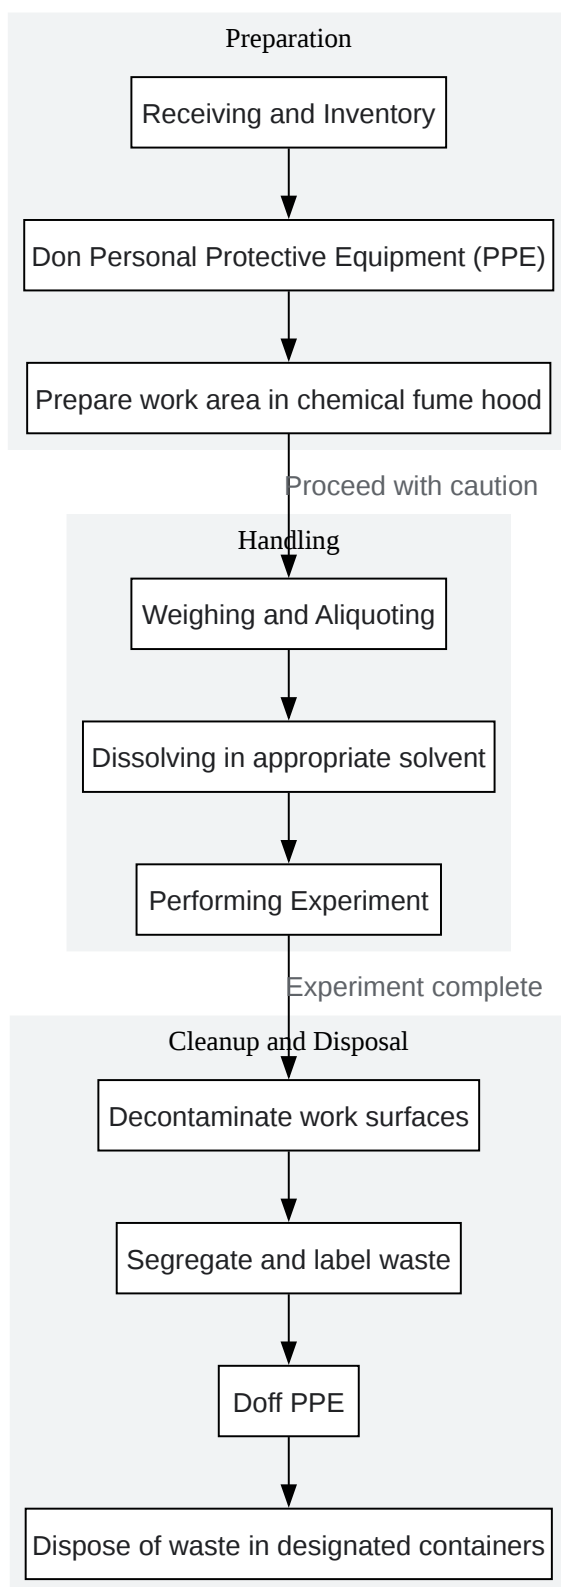 Preparation
Receiving and Inventory
Don Personal Protective Equipment (PPE)
Prepare work area in chemical fume hood
Proceed with caution
Handling
Weighing and Aliquoting
Dissolving in appropriate solvent
Performing Experiment
Experiment complete
Cleanup and Disposal
Decontaminate work surfaces
Segregate and label waste
Doff PPE
Dispose of waste in designated containers